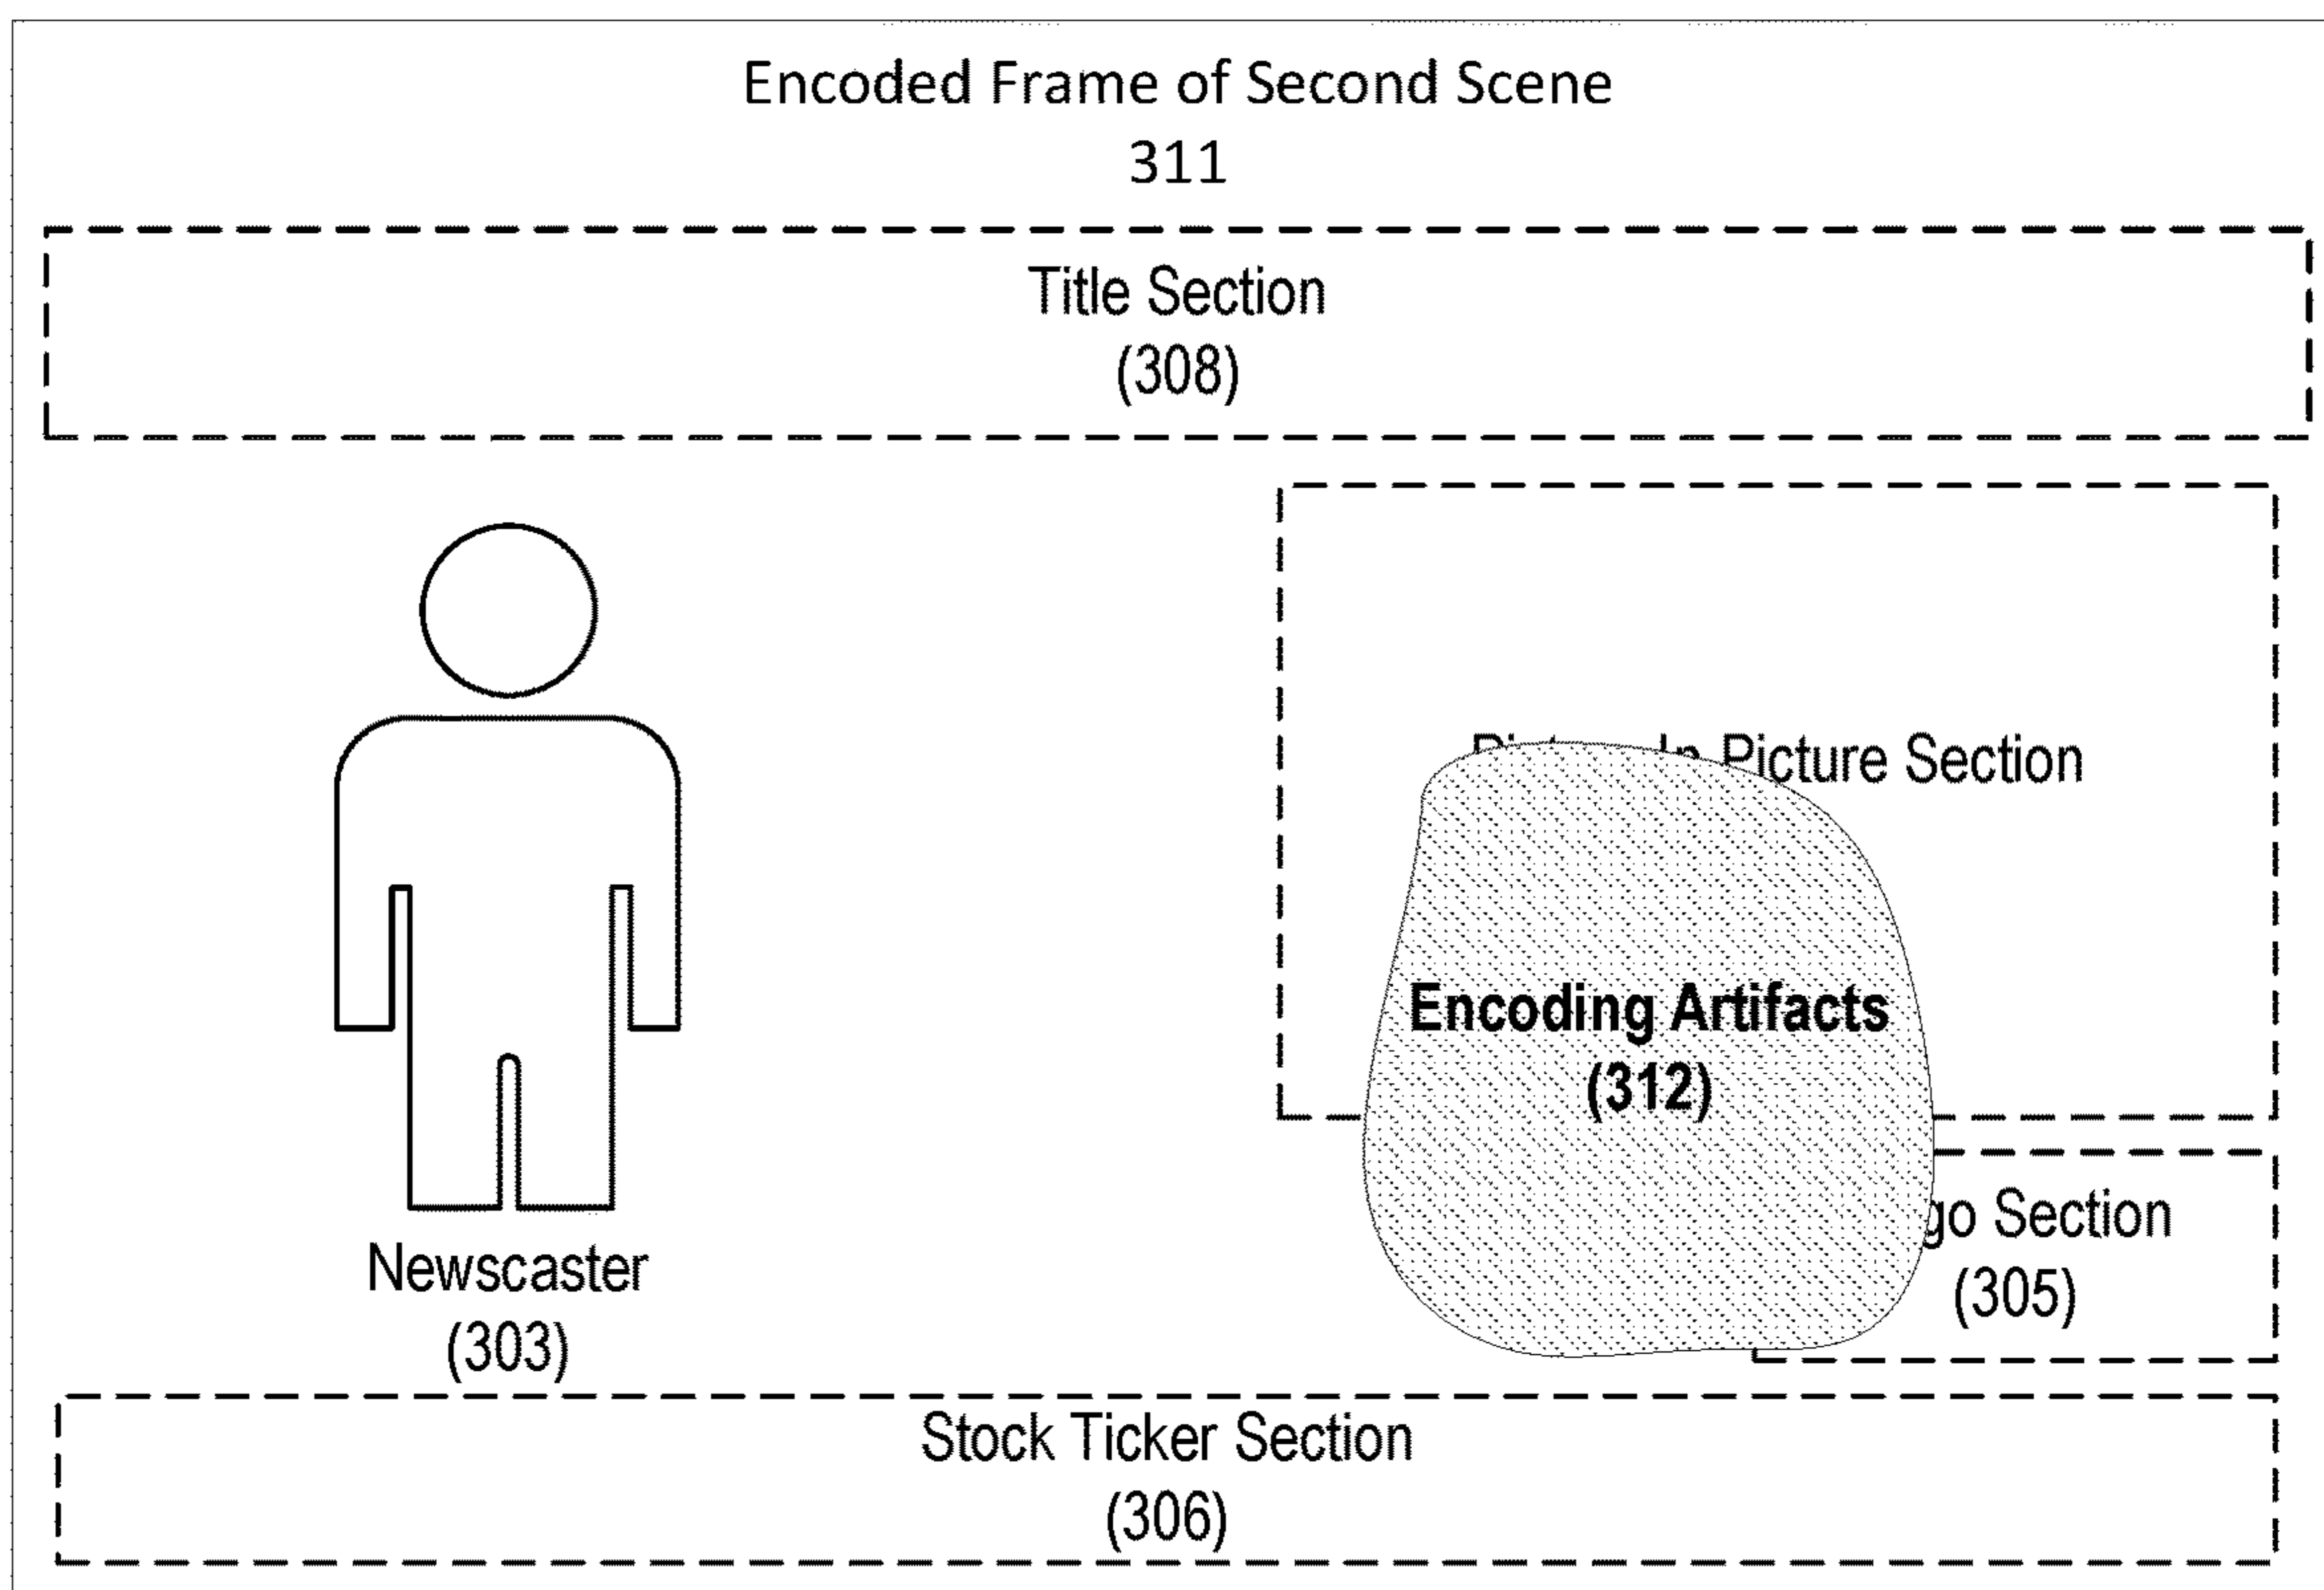 Encoded Frame of Second Scene
311
Title Section
(308)
Picture Section
Encoding Artifacts
(312)
Section
(305)
Newscaster
(303)
Stock Ticker Section
(306)